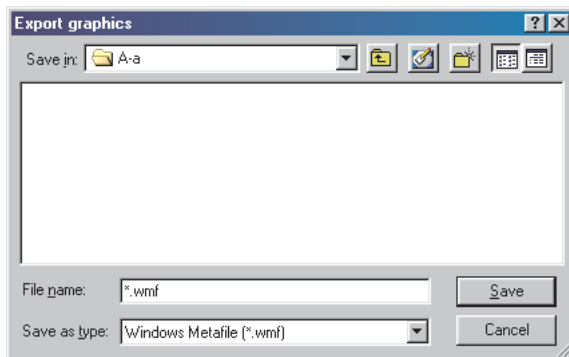 Export graphics
Save in: A-a
File name: *.wmf
Save
Save as type: Windows Metafile (*.wmf)
Cancel